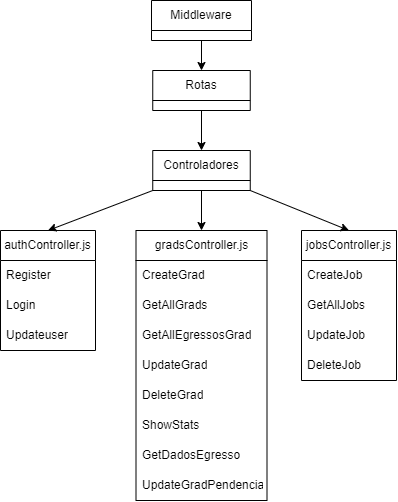 Middleware
Rotas
Controladores
authController.js
Register
Login
Updateuser
gradsController.js
CreateGrad
GetAllGrads
GetAllEgressosGrad
UpdateGrad
DeleteGrad
ShowStats
GetDadosEgresso
UpdateGradPendencia
jobsController.js
CreateJob
GetAllJobs
UpdateJob
DeleteJob